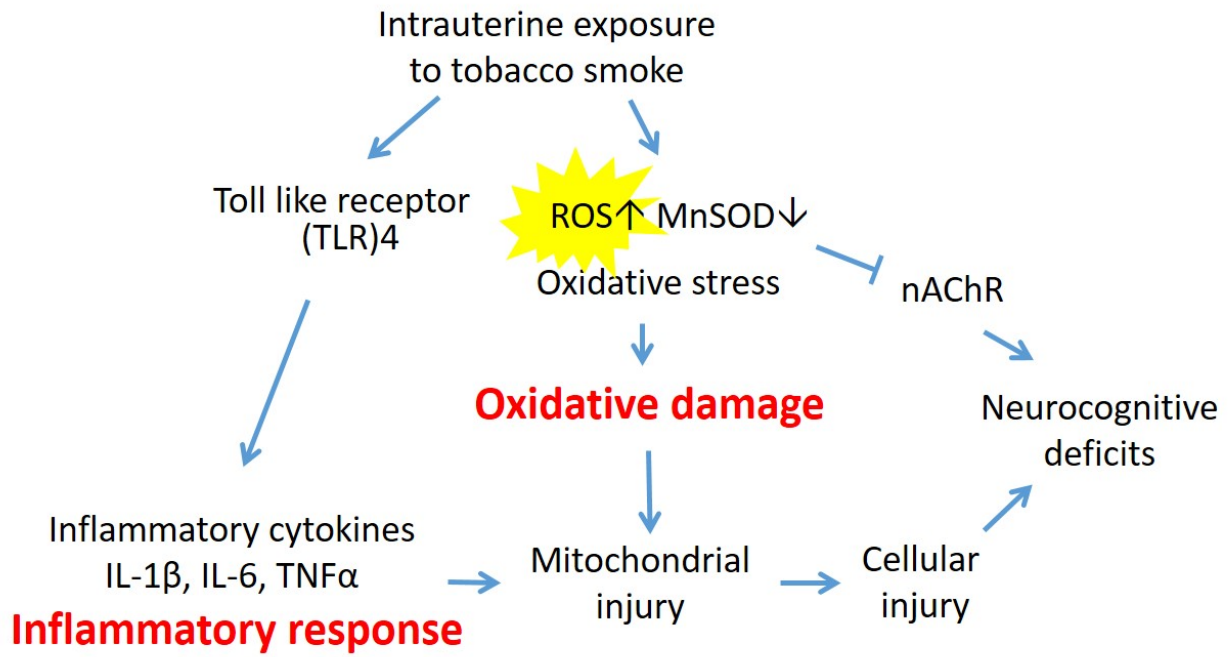 Intrauterine exposure
to tobacco smoke
Toll like receptor
(TLR)4
ROS↑ MnSOD↓
Oxidative stress
nAChR
Oxidative damage
Neurocognitive
deficits
Inflammatory cytokines
IL-1β, IL-6, TNFα
Inflammatory response
Mitochondrial
injury
Cellular
injury